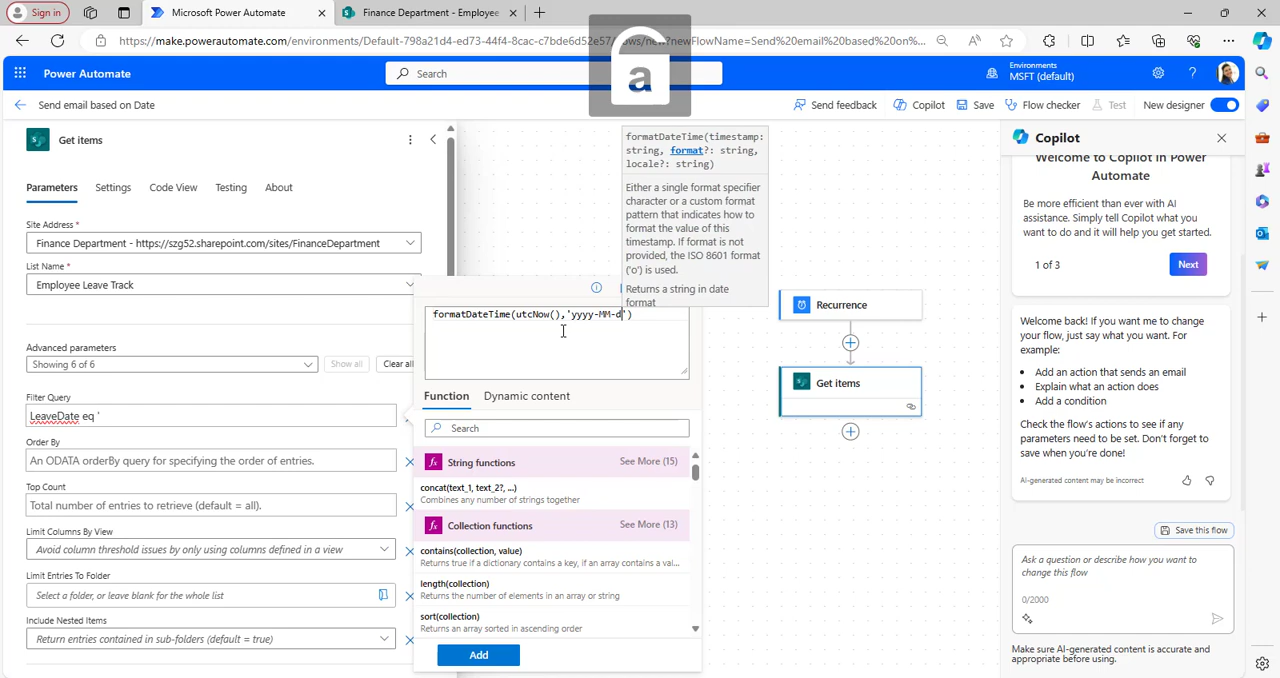 Sign in
Microsoft Power Automate
Finance Department - Employee
https://make.powerautomate.com/environments/Default-798a21d4-ed73-44f4-8cac-c7bde6d52e57/
ows/new?newFlowName=Send%20email%20based%20on%...
a
Power Automate
Search
Environments
MSFT (default)
Send email based on Date
Send feedback
Copilot
Save
Flow checker
Test
New designer
Get items
Parameters
Settings
Code View
Testing
About
Site Address *
Finance Department - https://szg52.sharepoint.com/sites/FinanceDepartment
List Name *
Employee Leave Track
Advanced parameters
Showing 6 of 6
Show all
Clear all
Filter Query
LeaveDate eq '
Order By
An ODATA orderBy query for specifying the order of entries.
Top Count
Total number of entries to retrieve (default = all).
Limit Columns By View
Avoid column threshold issues by only using columns defined in a view
Limit Entries To Folder
Select a folder, or leave blank for the whole list
Include Nested Items
Return entries contained in sub-folders (default = true)
formatDateTime(timestamp:
string, format?: string,
locale?: string)
Either a single format specifier
character or a custom format
pattern that indicates how to
format the value of this
timestamp. If format is not
provided, the ISO 8601 format
('o') is used.
Returns a string in date
format
formatDateTime(utcNow(),'yyyy-MM-d')
Function
Dynamic content
Search
String functions
See More (15)
concat(text_1, text_2?, ...)
Combines any number of strings together
Collection functions
See More (13)
contains(collection, value)
Returns true if a dictionary contains a key, if an array contains a val...
length(collection)
Returns the number of elements in an array or string
sort(collection)
Returns an array sorted in ascending order
Add
Recurrence
Get items
Copilot
Welcome to Copilot in Power
Automate
Be more efficient than ever with AI
assistance. Simply tell Copilot what you
want to do and it will help you get started.
1 of 3
Next
Welcome back! If you want me to change
your flow, just say what you want. For
example:
• Add an action that sends an email
• Explain what an action does
• Add a condition
Check the flow's actions to see if any
parameters need to be set. Don't forget to
save when you're done!
AI-generated content may be incorrect
Save this flow
Ask a question or describe how you want to
change this flow
0/2000
Make sure AI-generated content is accurate and
appropriate before using.